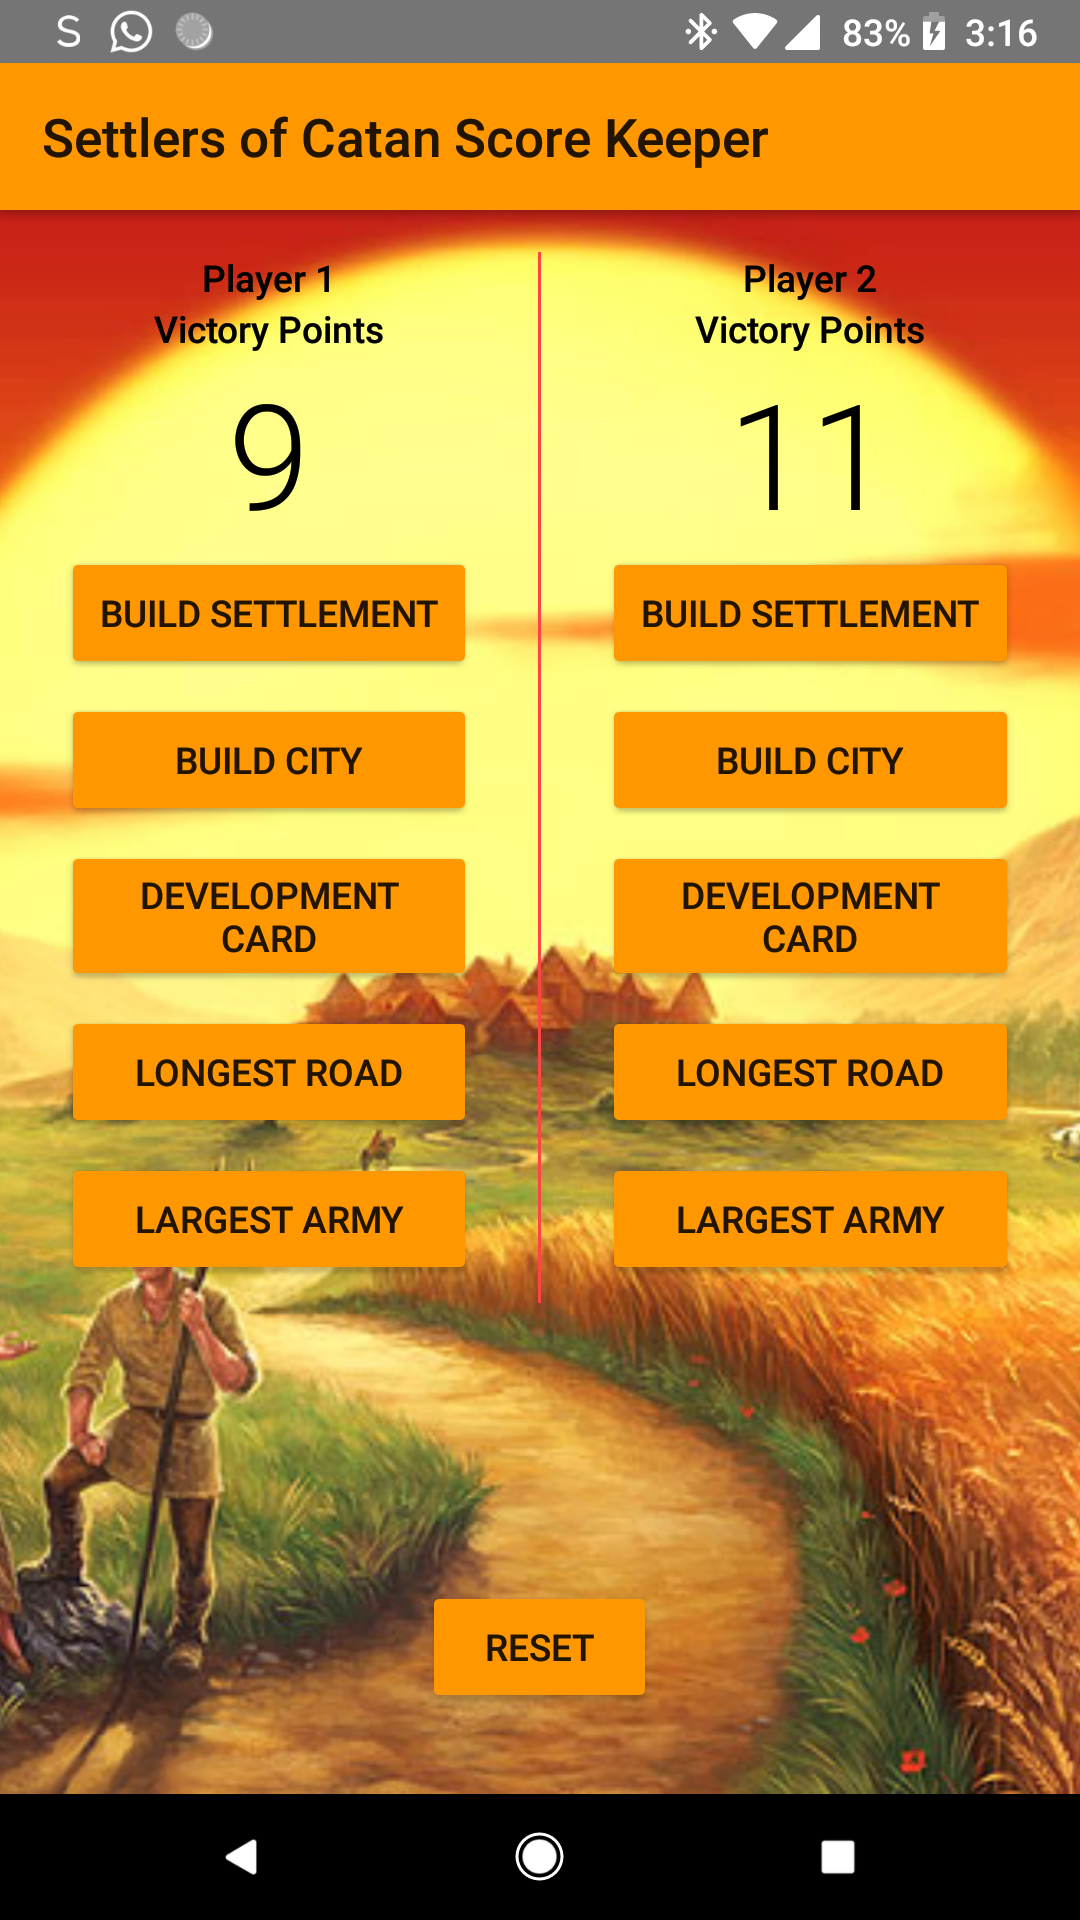 S 83% 3:16
Settlers of Catan Score Keeper
Player 1
Victory Points
9
BUILD SETTLEMENT
BUILD CITY
DEVELOPMENT
CARD
LONGEST ROAD
LARGEST ARMY
Player 2
Victory Points
11
BUILD SETTLEMENT
BUILD CITY
DEVELOPMENT
CARD
LONGEST ROAD
LARGEST ARMY
RESET